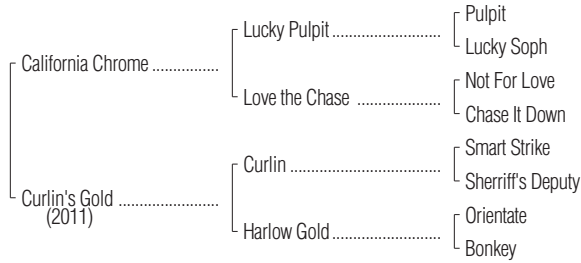 Pulpit
Lucky Pulpit ................................
Lucky Soph
California Chrome ...................
Not For Love
Love the Chase ............................
Chase It Down
Smart Strike
Curlin ..........................................
Sherriff's Deputy
Curlin's Gold ............................
(2011)
Orientate
Harlow Gold ................................
Bonkey